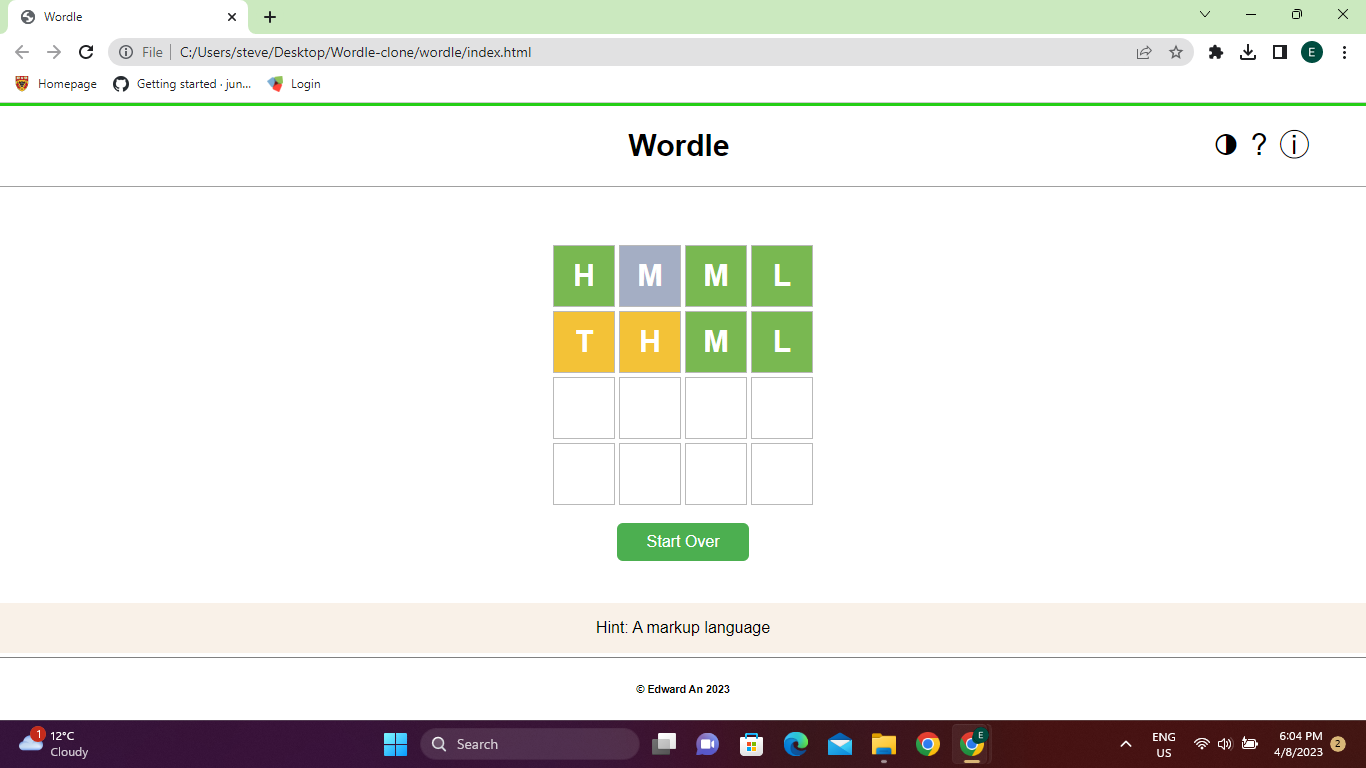 Wordle
File C:/Users/steve/Desktop/Wordle-clone/wordle/index.html
E
Homepage Getting started · jun... Login
Wordle
?
i
H M M L
T H M L
Start Over
Hint: A markup language
© Edward An 2023
1
12°C
Cloudy
Search
E
ENG
US
6:04 PM
4/8/2023
2